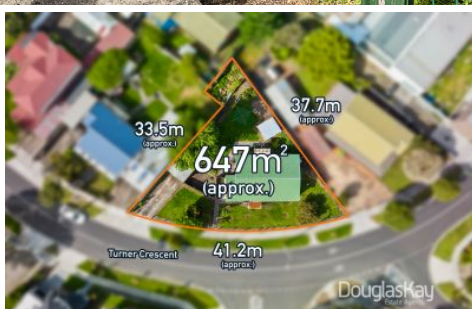 37.7m
(approx.)
33.5m
(approx.)
647m²
(approx.)
Turner Crescent
41.2m
(approx.)
DouglasKay
Estate Agents